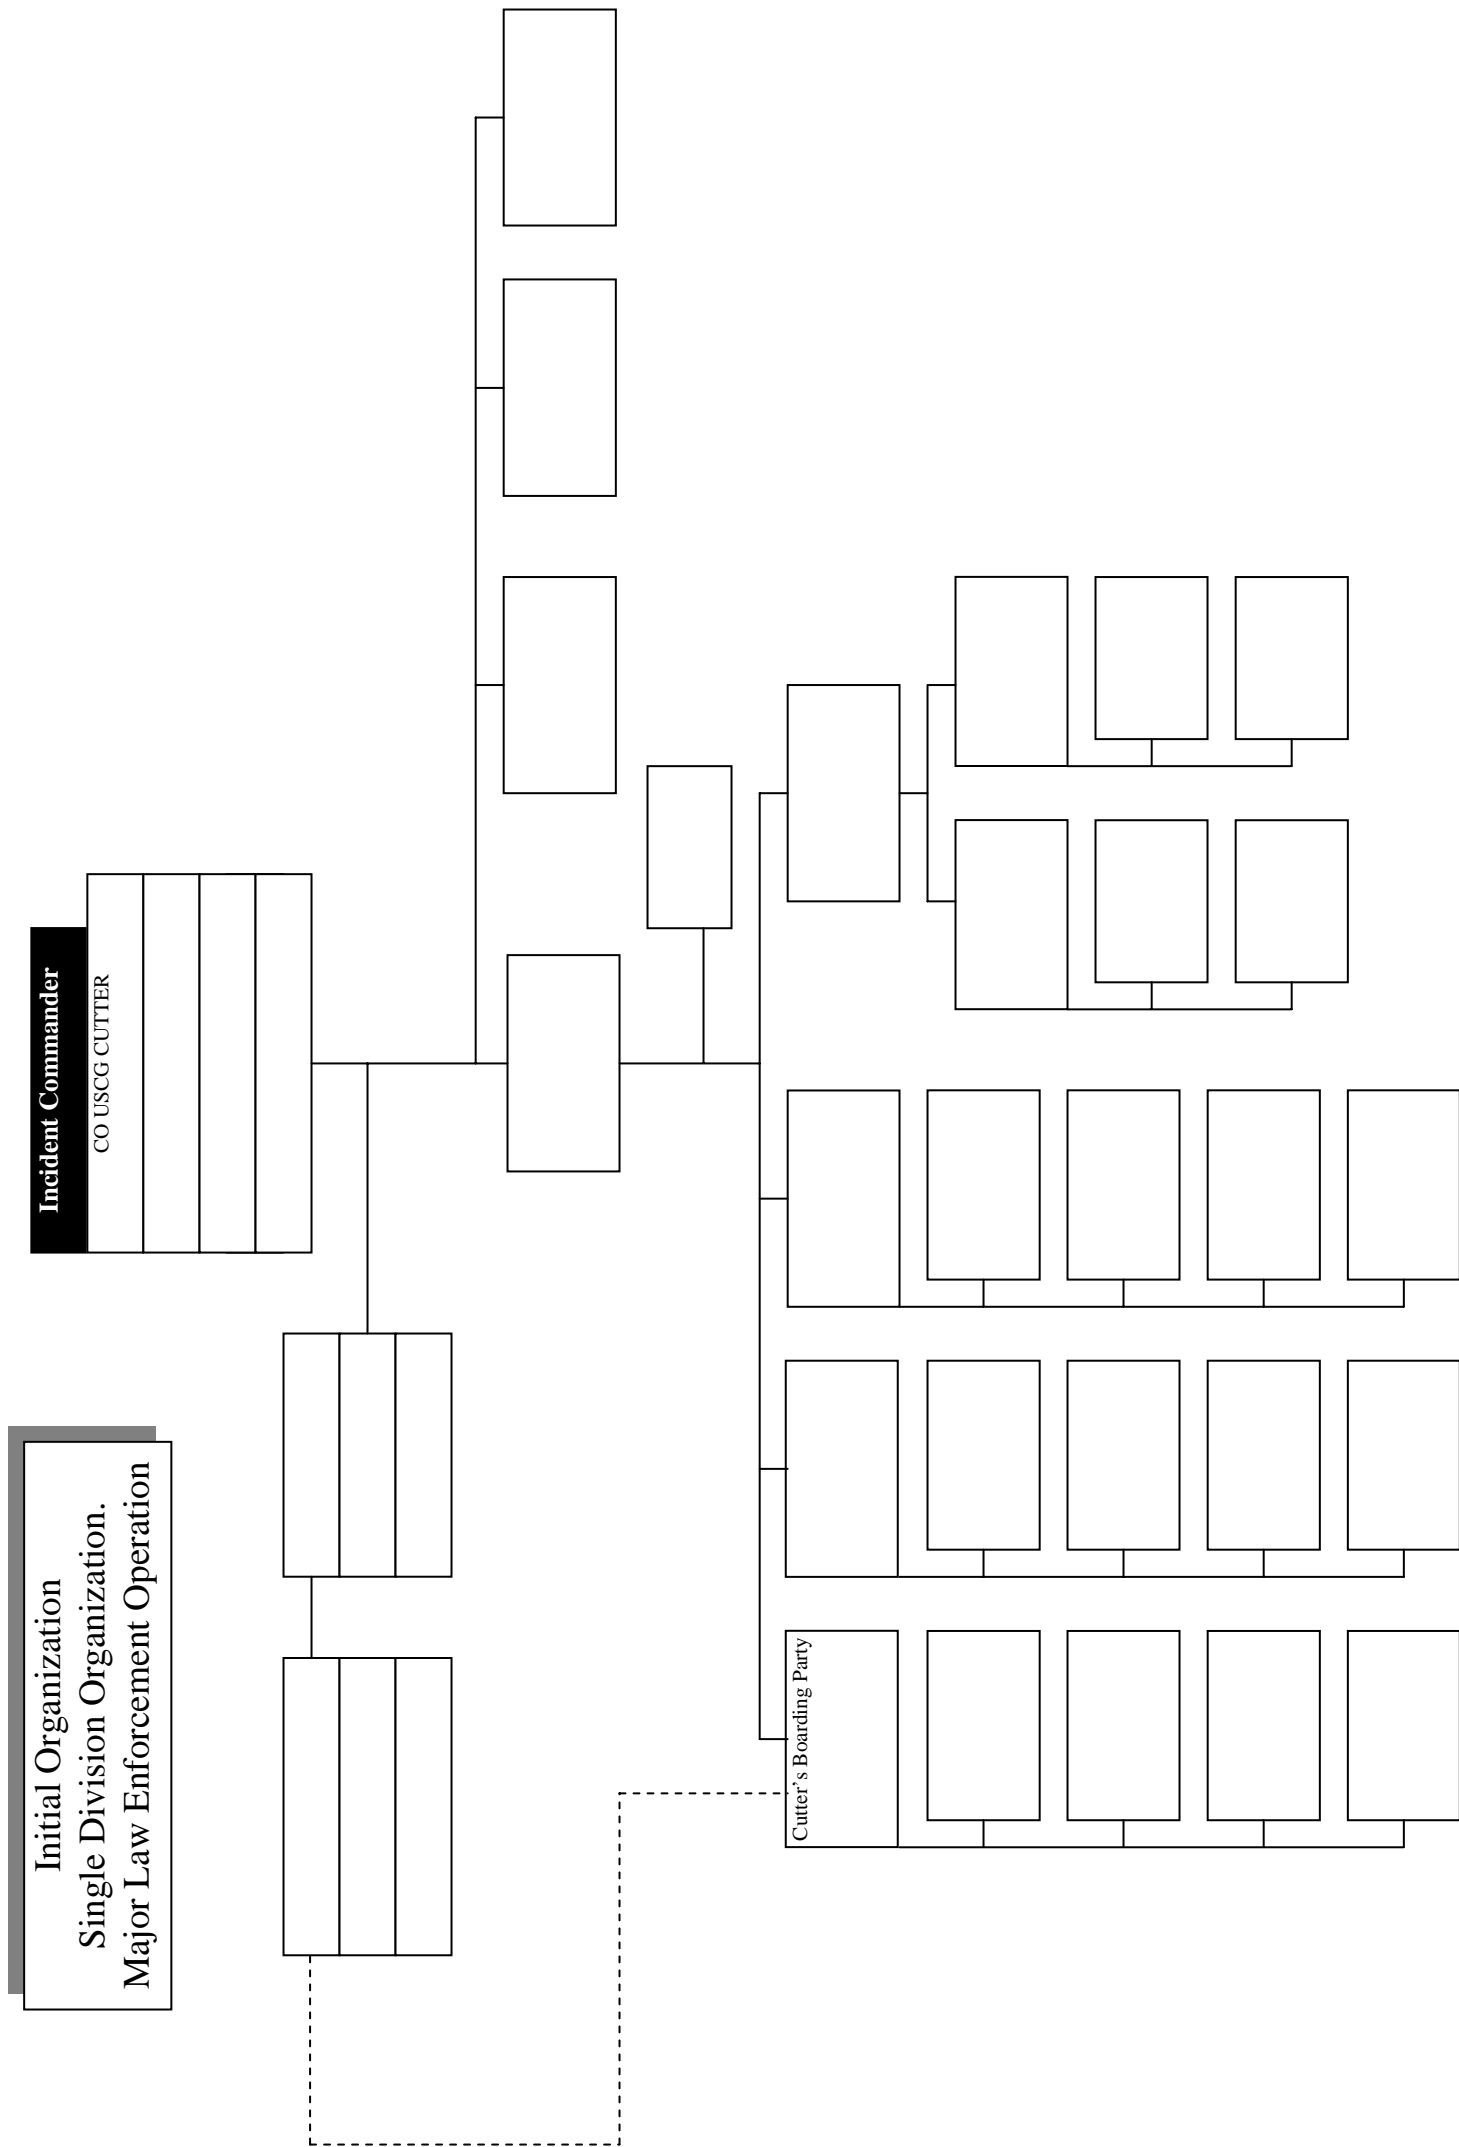 Initial Organization
Single Division Organization.
Major Law Enforcement Operation
Incident Commander
CO USCG CUTTER
Cutter’s Boarding Party